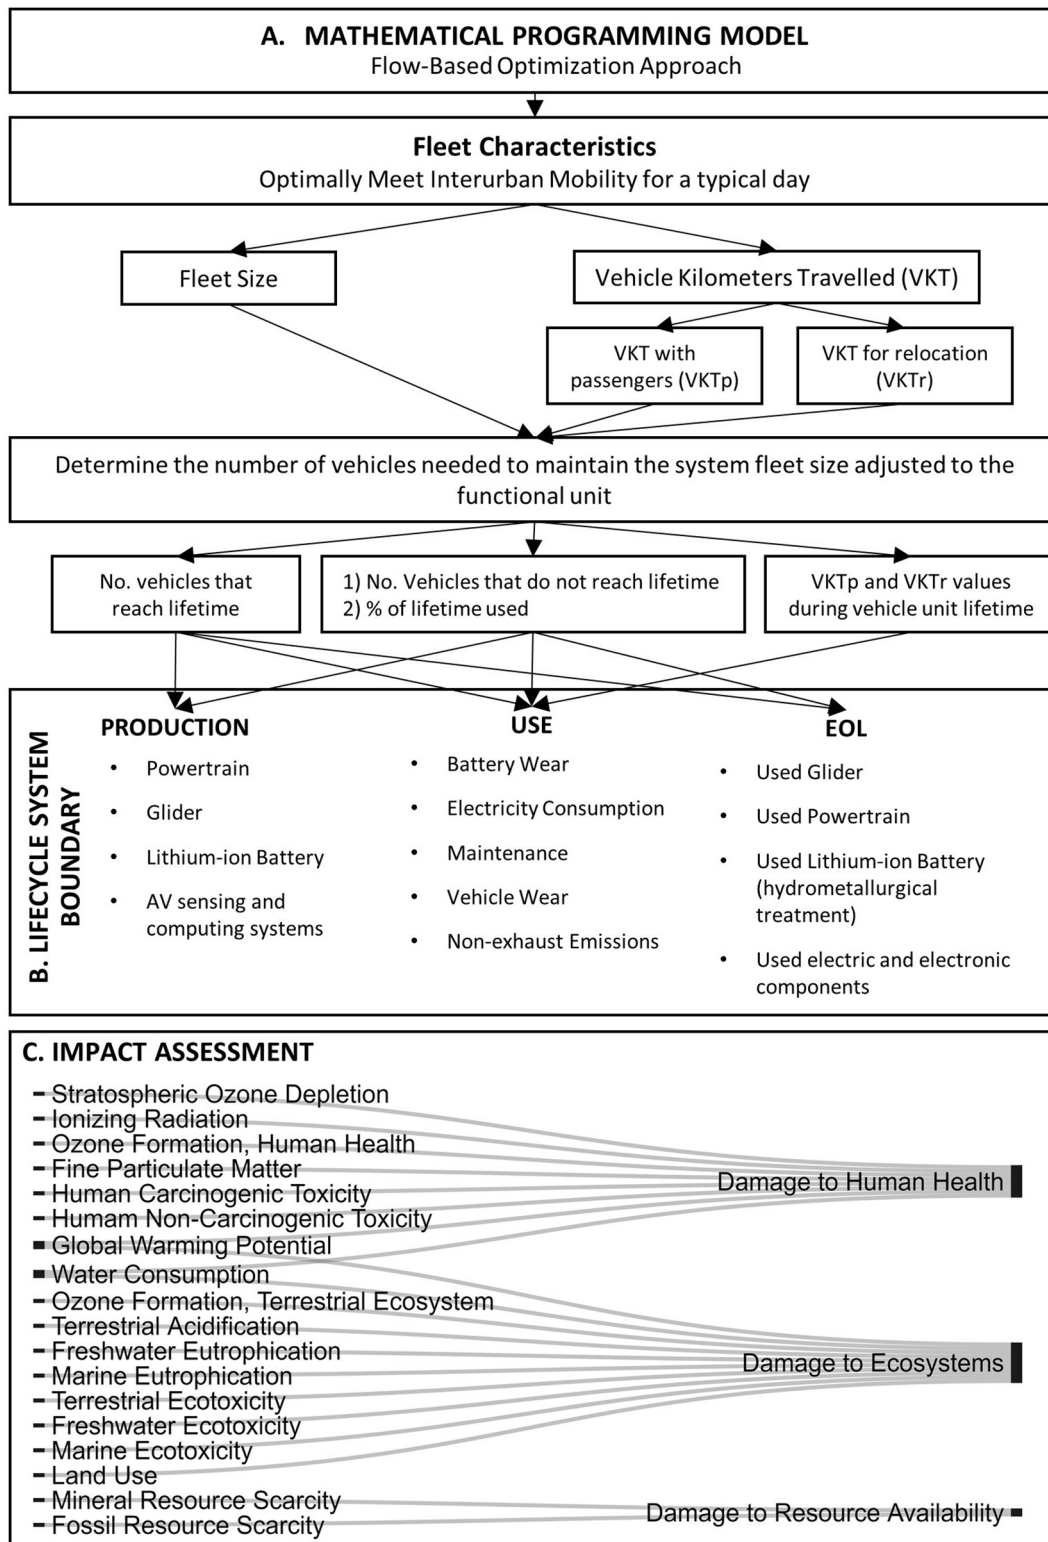 A. MATHEMATICAL PROGRAMMING MODEL
Flow-Based Optimization Approach
Fleet Characteristics
Optimally Meet Interurban Mobility for a typical day
Fleet Size
Vehicle Kilometers Travelled (VKT)
VKT with
passengers (VKTp)
VKT for relocation
(VKTr)
Determine the number of vehicles needed to maintain the system fleet size adjusted to the
functional unit
No. vehicles that
reach lifetime
1) No. Vehicles that do not reach lifetime
2) % of lifetime used
VKTp and VKTr values
during vehicle unit lifetime
B. LIFECYCLE SYSTEM
BOUNDARY
PRODUCTION
• Powertrain
• Glider
• Lithium-ion Battery
• AV sensing and
computing systems
USE
• Battery Wear
• Electricity Consumption
• Maintenance
• Vehicle Wear
• Non-exhaust Emissions
EOL
• Used Glider
• Used Powertrain
• Used Lithium-ion Battery
(hydrometallurgical
treatment)
• Used electric and electronic
components
C. IMPACT ASSESSMENT
Stratospheric Ozone Depletion
Ionizing Radiation
Ozone Formation, Human Health
Fine Particulate Matter
Human Carcinogenic Toxicity
Humam Non-Carcinogenic Toxicity
Global Warming Potential
Water Consumption
Ozone Formation, Terrestrial Ecosystem
Terrestrial Acidification
Freshwater Eutrophication
Marine Eutrophication
Terrestrial Ecotoxicity
Freshwater Ecotoxicity
Marine Ecotoxicity
Land Use
Mineral Resource Scarcity
Fossil Resource Scarcity
Damage to Human Health
Damage to Ecosystems
Damage to Resource Availability